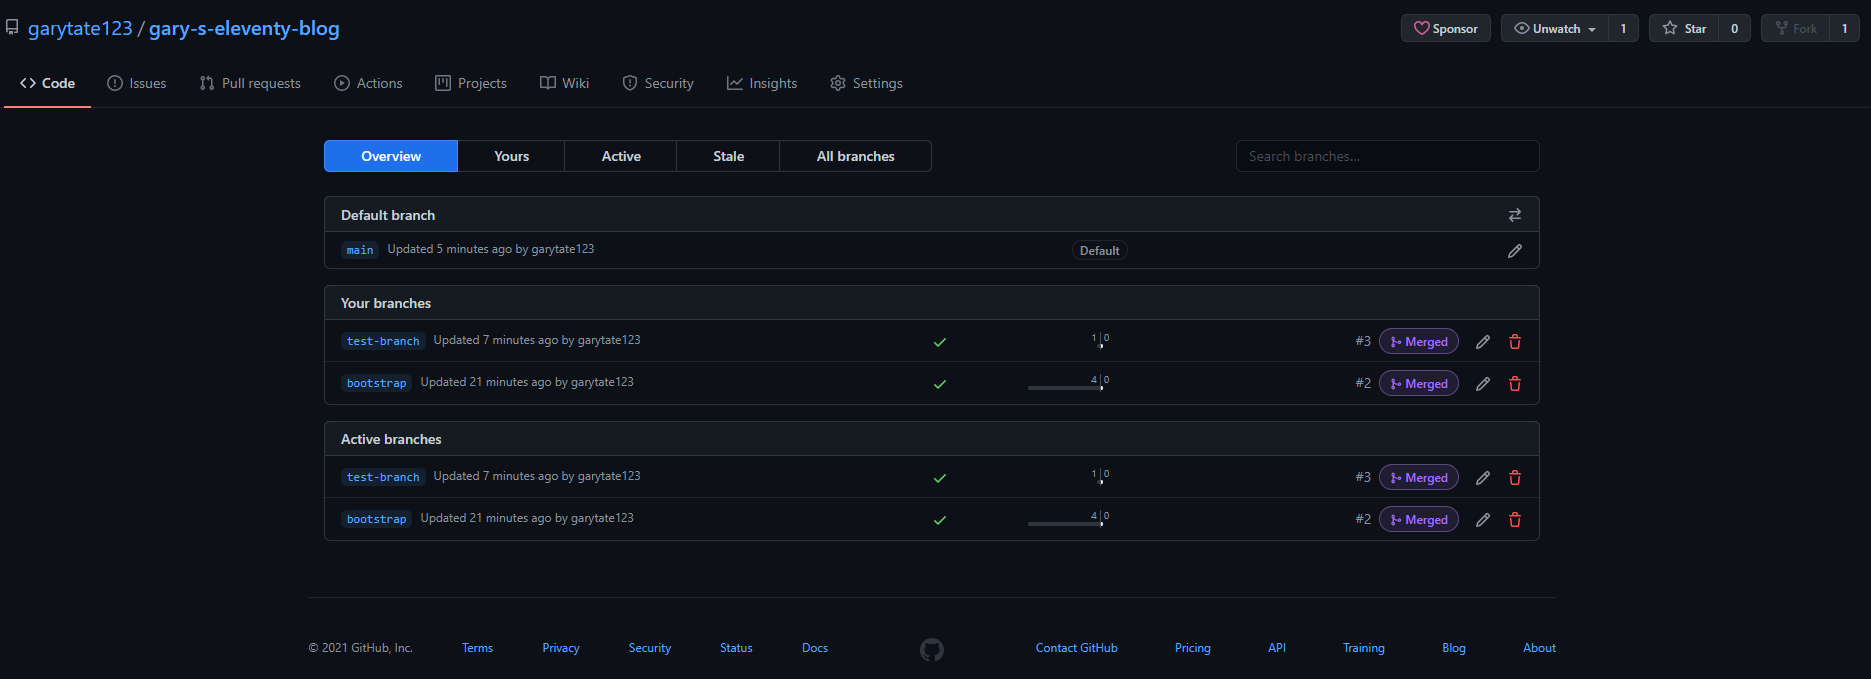 garytate123 / gary-s-eleventy-blog
Sponsor
Unwatch 1
Star 0
Fork 1
Code Issues Pull requests Actions Projects Wiki Security Insights Settings
Overview Yours Active Stale All branches
Search branches...
Default branch
main Updated 5 minutes ago by garytate123 Default
Your branches
test-branch Updated 7 minutes ago by garytate123 1 0 #3 Merged
bootstrap Updated 21 minutes ago by garytate123 4 0 #2 Merged
Active branches
test-branch Updated 7 minutes ago by garytate123 1 0 #3 Merged
bootstrap Updated 21 minutes ago by garytate123 4 0 #2 Merged
© 2021 GitHub, Inc. Terms Privacy Security Status Docs Contact GitHub Pricing API Training Blog About